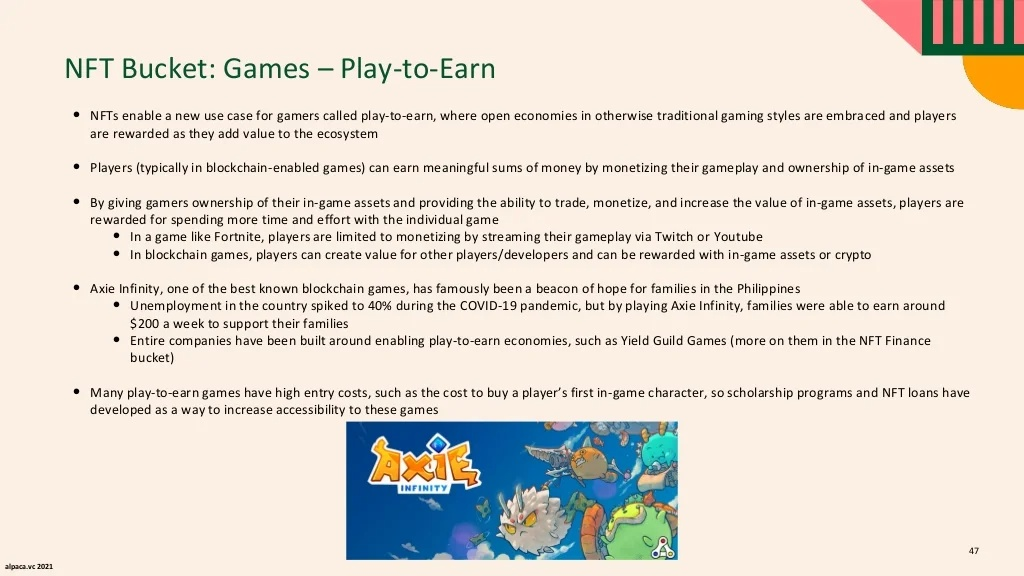 NFT Bucket: Games – Play-to-Earn
• NFTs enable a new use case for gamers called play-to-earn, where open economies in otherwise traditional gaming styles are embraced and players
are rewarded as they add value to the ecosystem
• Players (typically in blockchain-enabled games) can earn meaningful sums of money by monetizing their gameplay and ownership of in-game assets
• By giving gamers ownership of their in-game assets and providing the ability to trade, monetize, and increase the value of in-game assets, players are
rewarded for spending more time and effort with the individual game
• In a game like Fortnite, players are limited to monetizing by streaming their gameplay via Twitch or Youtube
• In blockchain games, players can create value for other players/developers and can be rewarded with in-game assets or crypto
• Axie Infinity, one of the best known blockchain games, has famously been a beacon of hope for families in the Philippines
• Unemployment in the country spiked to 40% during the COVID-19 pandemic, but by playing Axie Infinity, families were able to earn around
$200 a week to support their families
• Entire companies have been built around enabling play-to-earn economies, such as Yield Guild Games (more on them in the NFT Finance
bucket)
• Many play-to-earn games have high entry costs, such as the cost to buy a player’s first in-game character, so scholarship programs and NFT loans have
developed as a way to increase accessibility to these games
AXIE
INFINITY
47
alpaca.vc 2021